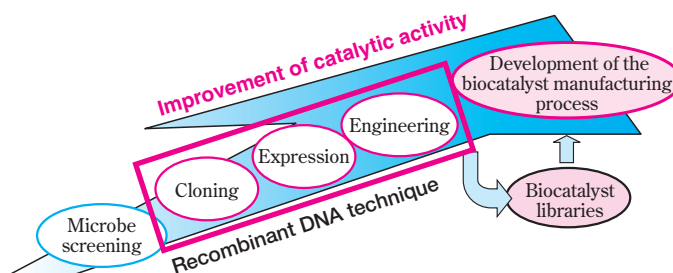 Improvement of catalytic activity
Development of the
biocatalyst manufacturing
process
Engineering
Expression
Cloning
Microbe
screening
Recombinant DNA technique
Biocatalyst
libraries